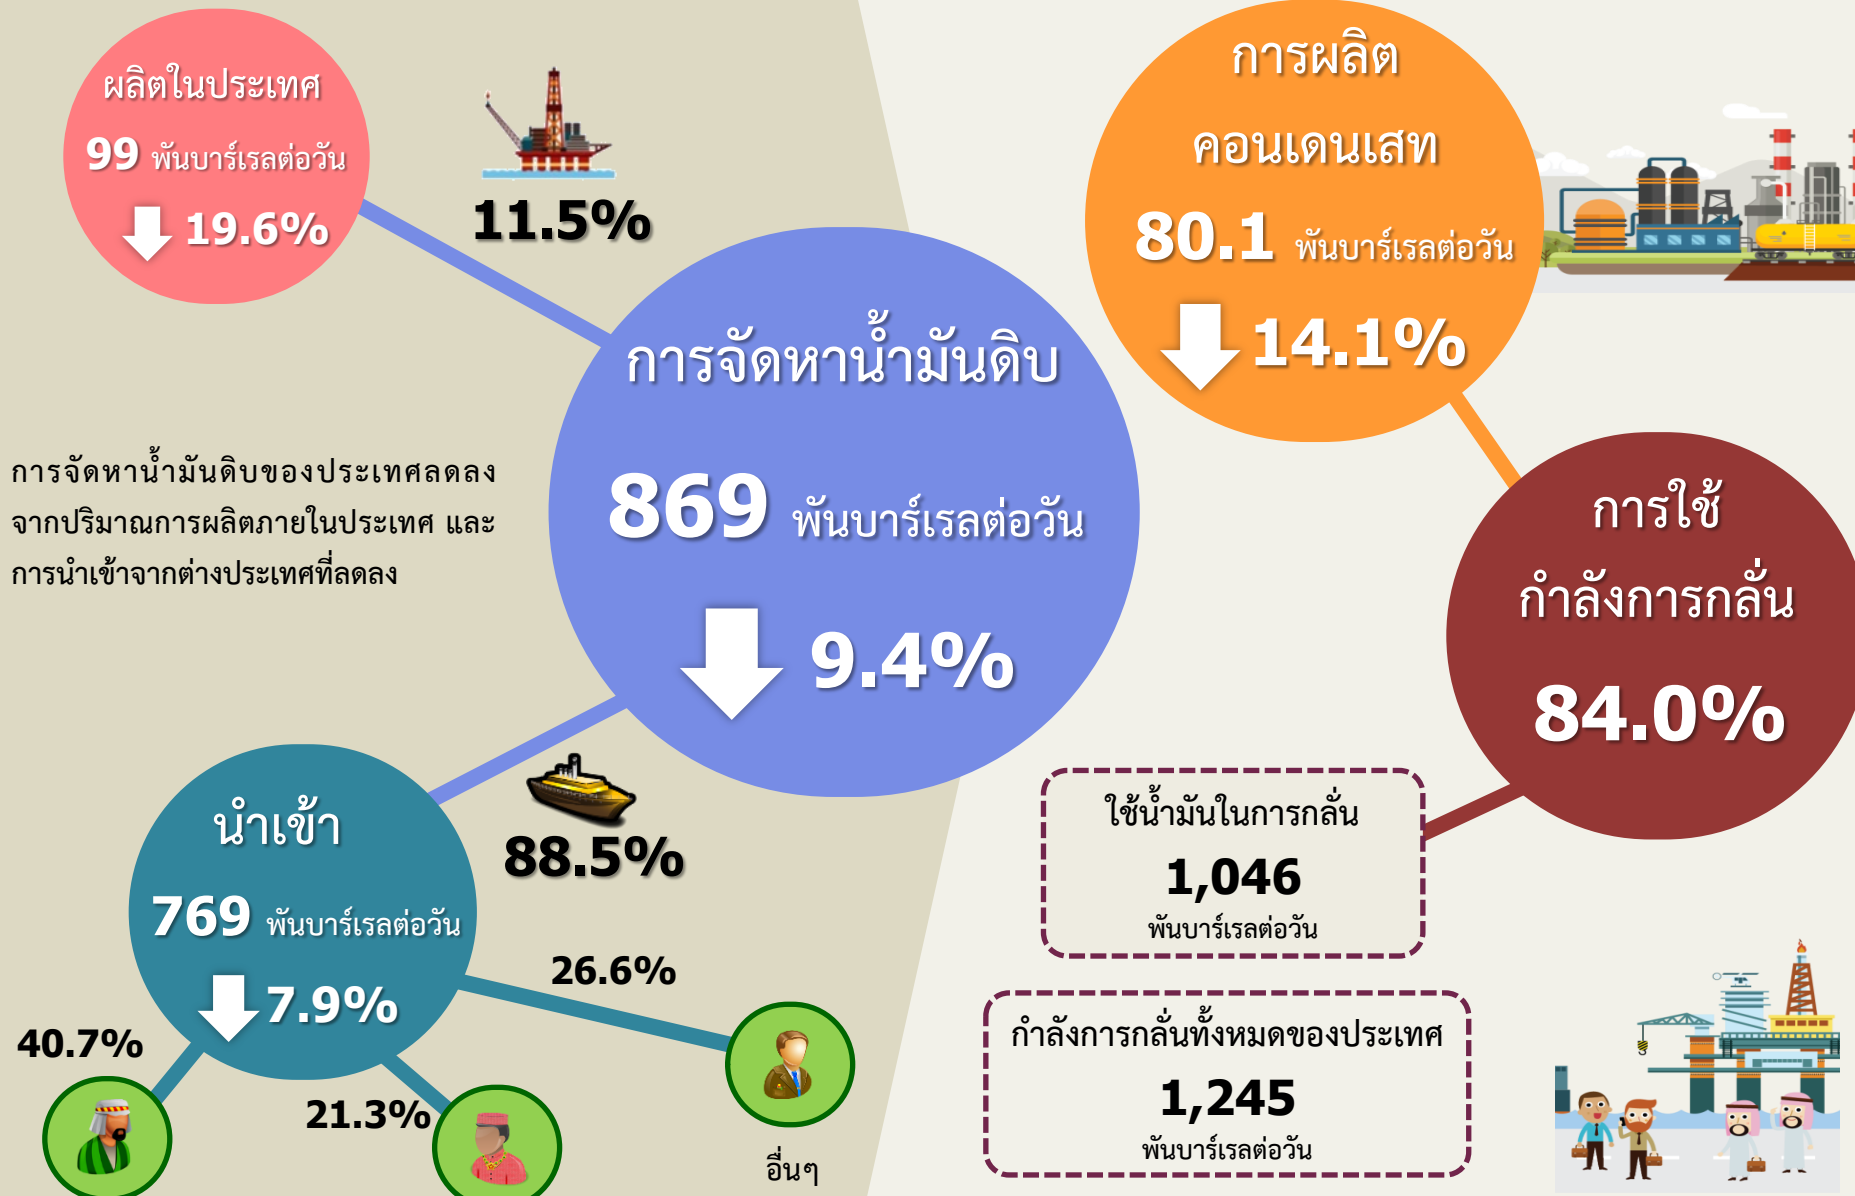 ผลิตในประเทศ
99 พันบาร์เรลต่อวัน
19.6%
11.5%
การจัดหาน้ำมันดิบ
869 พันบาร์เรลต่อวัน
9.4%
การจัดหาน้ำมันดิบของประเทศลดลง
จากปริมาณการผลิตภายในประเทศ และ
การนำเข้าจากต่างประเทศที่ลดลง
88.5%
นำเข้า
769 พันบาร์เรลต่อวัน
7.9%
40.7%
21.3%
26.6%
อื่นๆ
การผลิต
คอนเดนเสท
80.1 พันบาร์เรลต่อวัน
14.1%
การใช้
กำลังการกลั่น
84.0%
ใช้น้ำมันในการกลั่น
1,046
พันบาร์เรลต่อวัน
กำลังการกลั่นทั้งหมดของประเทศ
1,245
พันบาร์เรลต่อวัน